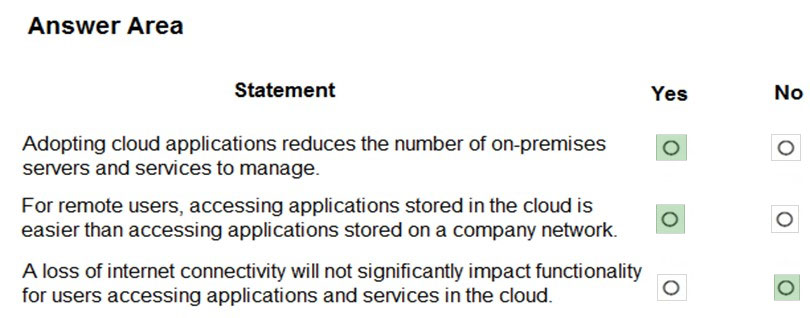 Answer Area
Statement Yes No
Adopting cloud applications reduces the number of on-premises
servers and services to manage.
For remote users, accessing applications stored in the cloud is
easier than accessing applications stored on a company network.
A loss of internet connectivity will not significantly impact functionality
for users accessing applications and services in the cloud.